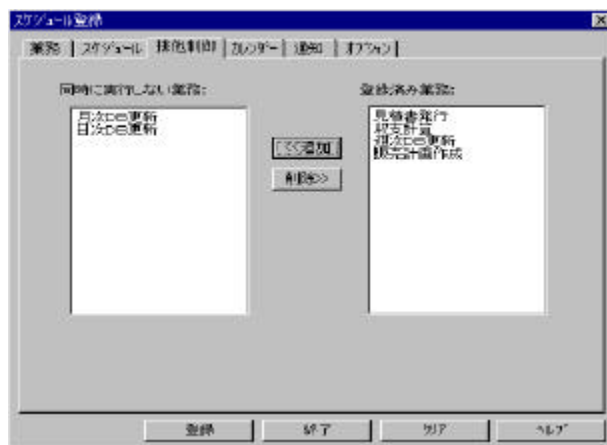 スケジュール登録
業務 スケジュール 排他制御 カレンダー 通知 オプション
同時に実行しない業務:
月次DB更新
日次DB更新
<<追加
削除>>
登録済み業務:
見積書発行
収支計算
週次DB更新
販売計画作成
登録 終了 クリア ヘルプ